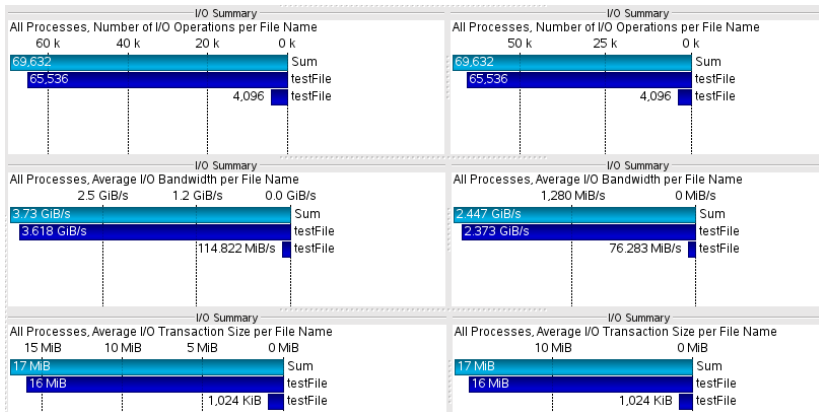 I/O Summary
All Processes, Number of I/O Operations per File Name
60 k 40 k 20 k 0 k
69,632 Sum
65,536 testFile
4,096 testFile
I/O Summary
All Processes, Number of I/O Operations per File Name
50 k 25 k 0 k
69,632 Sum
65,536 testFile
4,096 testFile
I/O Summary
All Processes, Average I/O Bandwidth per File Name
2.5 GiB/s 1.2 GiB/s 0.0 GiB/s
3.73 GiB/s Sum
3.618 GiB/s testFile
114.822 MiB/s testFile
I/O Summary
All Processes, Average I/O Bandwidth per File Name
1,280 MiB/s 0 MiB/s
2.447 GiB/s Sum
2.373 GiB/s testFile
76.283 MiB/s testFile
I/O Summary
All Processes, Average I/O Transaction Size per File Name
15 MiB 10 MiB 5 MiB 0 MiB
17 MiB Sum
16 MiB testFile
1,024 KiB testFile
I/O Summary
All Processes, Average I/O Transaction Size per File Name
10 MiB 0 MiB
17 MiB Sum
16 MiB testFile
1,024 KiB testFile